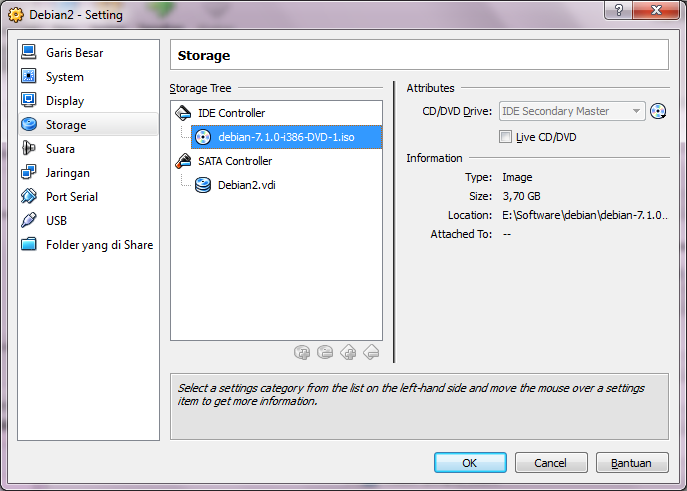 Debian2 - Setting
Garis Besar
System
Display
Storage
Suara
Jaringan
Port Serial
USB
Folder yang di Share
Storage
Storage Tree
IDE Controller
debian-7.1.0-i386-DVD-1.iso
SATA Controller
Debian2.vdi
Attributes
CD/DVD Drive: IDE Secondary Master
Live CD/DVD
Information
Type: Image
Size: 3,70 GB
Location: E:\Software\debian\debian-7.1.0...
Attached To: --
Select a settings category from the list on the left-hand side and move the mouse over a settings
item to get more information.
OK Cancel Bantuan